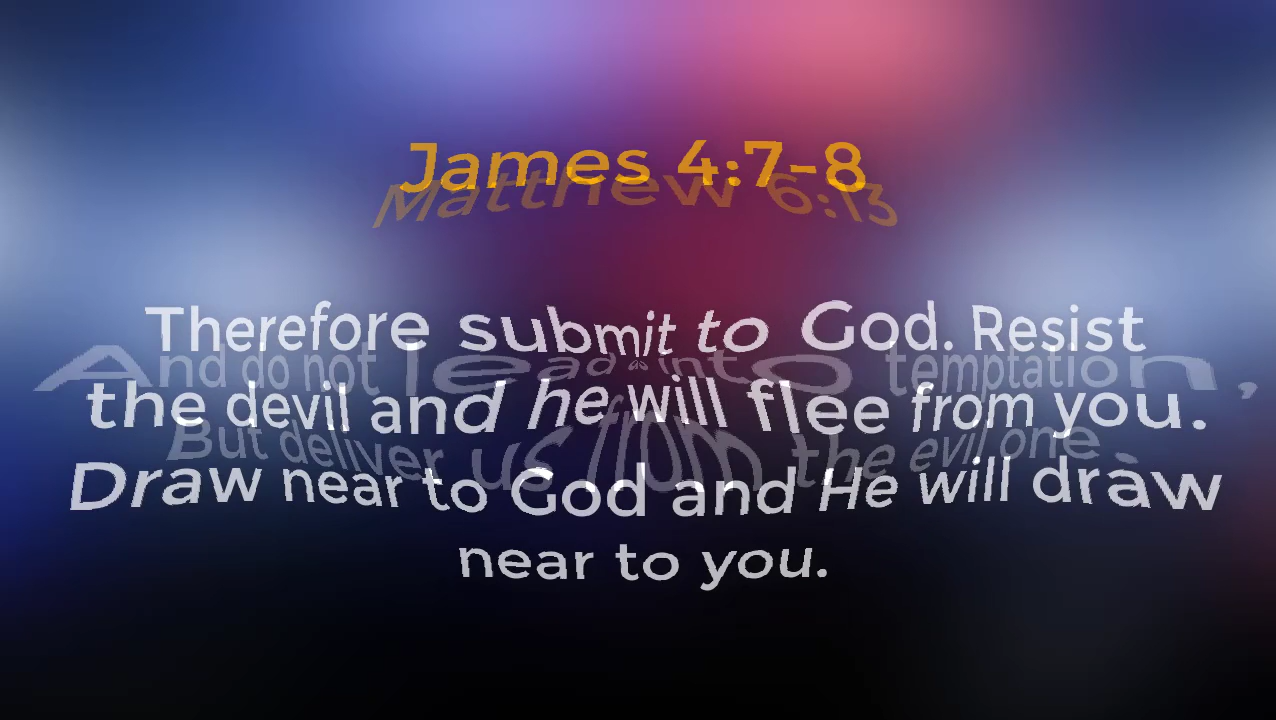 James 4:7-8
Matthew 6:13
Therefore submit to God. Resist
And do not lead into temptation,
the devil and he will flee from you.
But deliver us from the evil one.
Draw near to God and He will draw
near to you.